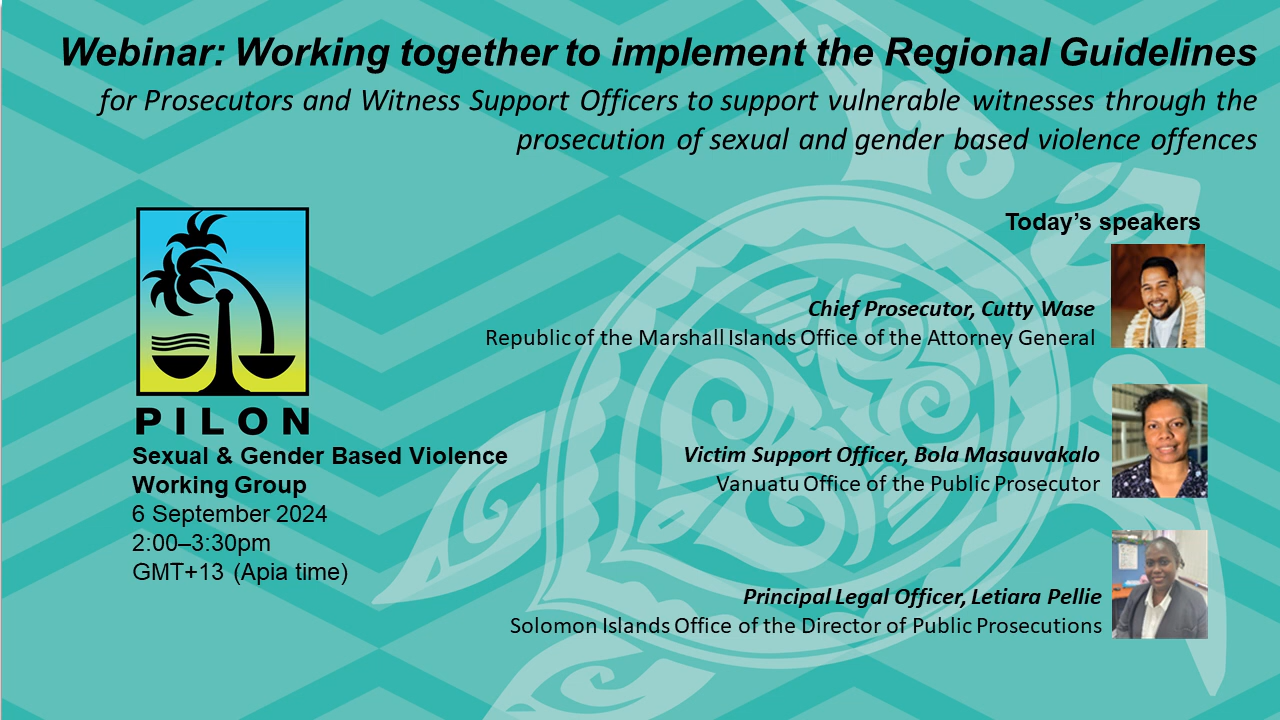 Webinar: Working together to implement the Regional Guidelines
for Prosecutors and Witness Support Officers to support vulnerable witnesses through the
prosecution of sexual and gender based violence offences
PILON
Sexual & Gender Based Violence
Working Group
6 September 2024
2:00–3:30pm
GMT+13 (Apia time)
Today's speakers
Chief Prosecutor, Cutty Wase
Republic of the Marshall Islands Office of the Attorney General
Victim Support Officer, Bola Masauvakalo
Vanuatu Office of the Public Prosecutor
Principal Legal Officer, Letiara Pellie
Solomon Islands Office of the Director of Public Prosecutions